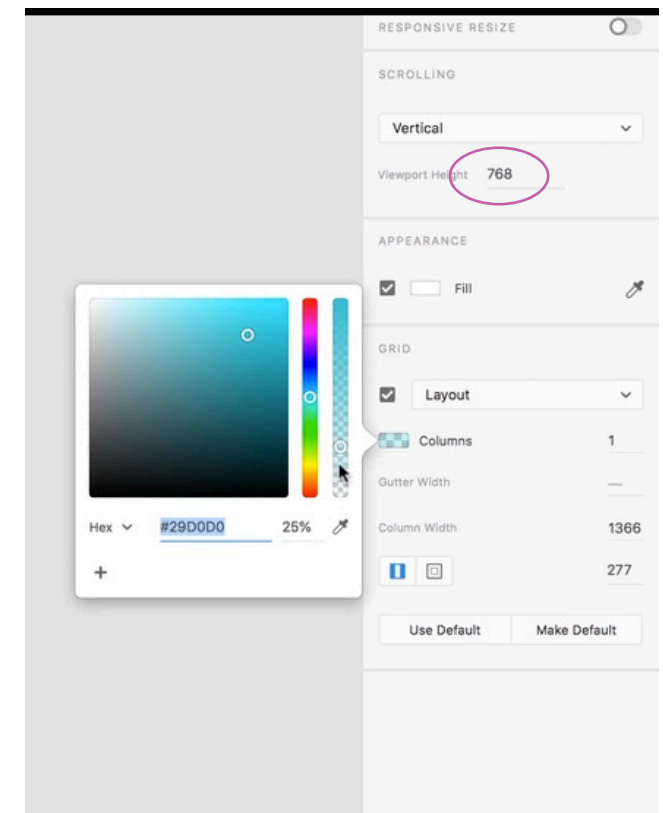 RESPONSIVE RESIZE
SCROLLING
Vertical
Viewport Height 768
APPEARANCE
Fill
GRID
Layout
Columns 1
Gutter Width —
Column Width 1366
277
Use Default Make Default
Hex #29D0D0 25%
+